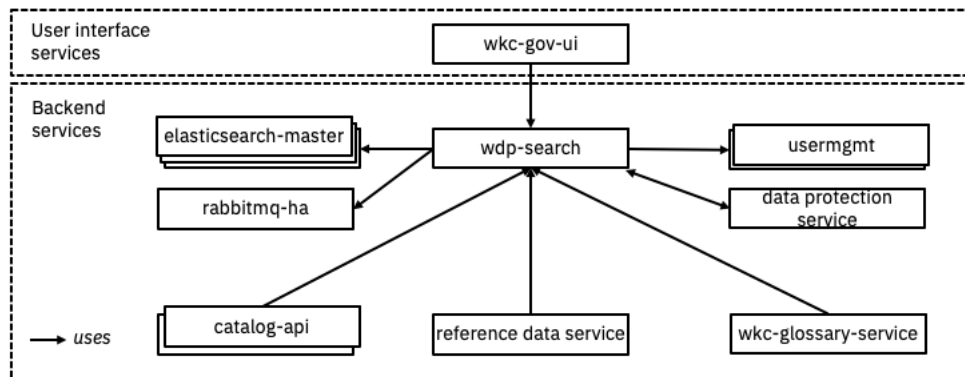 User interface
services
wkc-gov-ui
Backend
services
elasticsearch-master
wdp-search
usermgmt
rabbitmq-ha
data protection
service
catalog-api
reference data service
wkc-glossary-service
uses